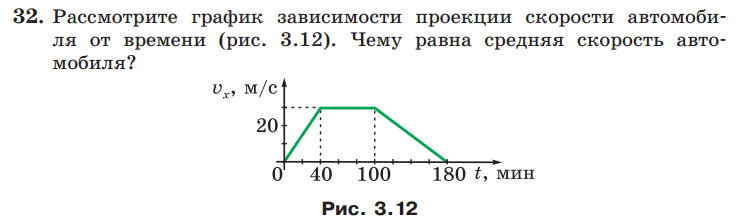 32. Рассмотрите график зависимости проекции скорости автомоби-
ля от времени (рис. 3.12). Чему равна средняя скорость авто-
мобиля?
vₓ, м/с
20
0 40 100 180 t, мин
Рис. 3.12